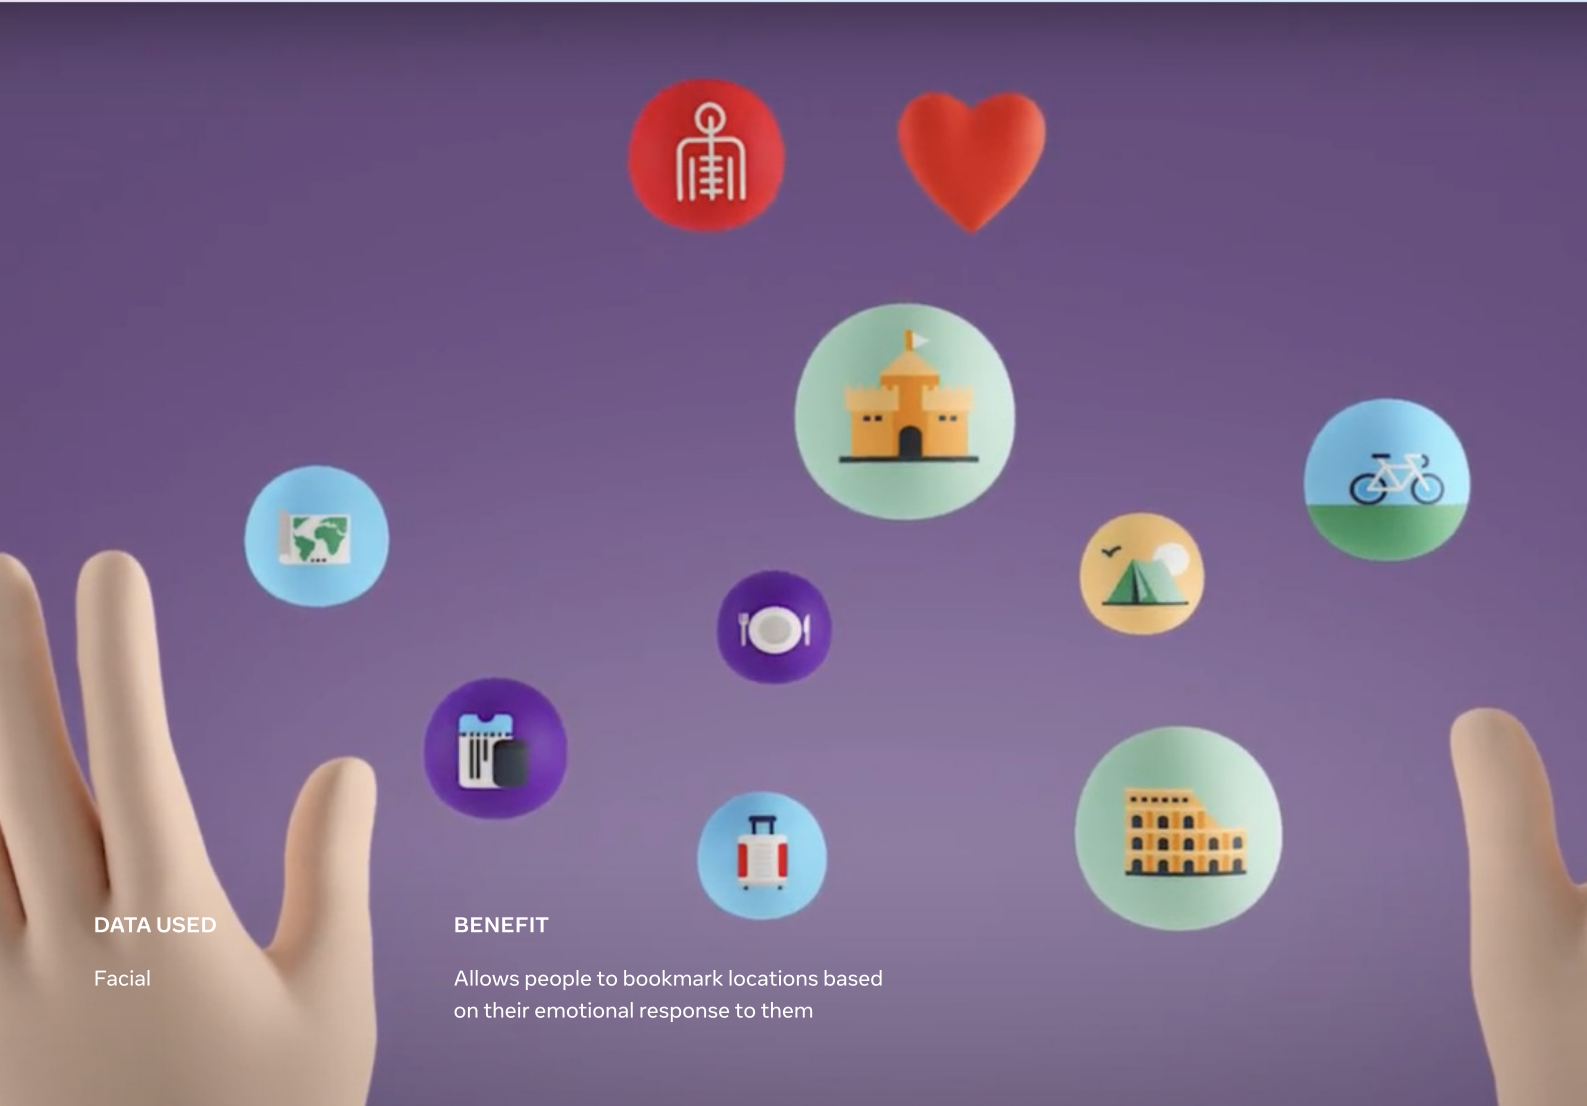 DATA USED
Facial
BENEFIT
Allows people to bookmark locations based
on their emotional response to them